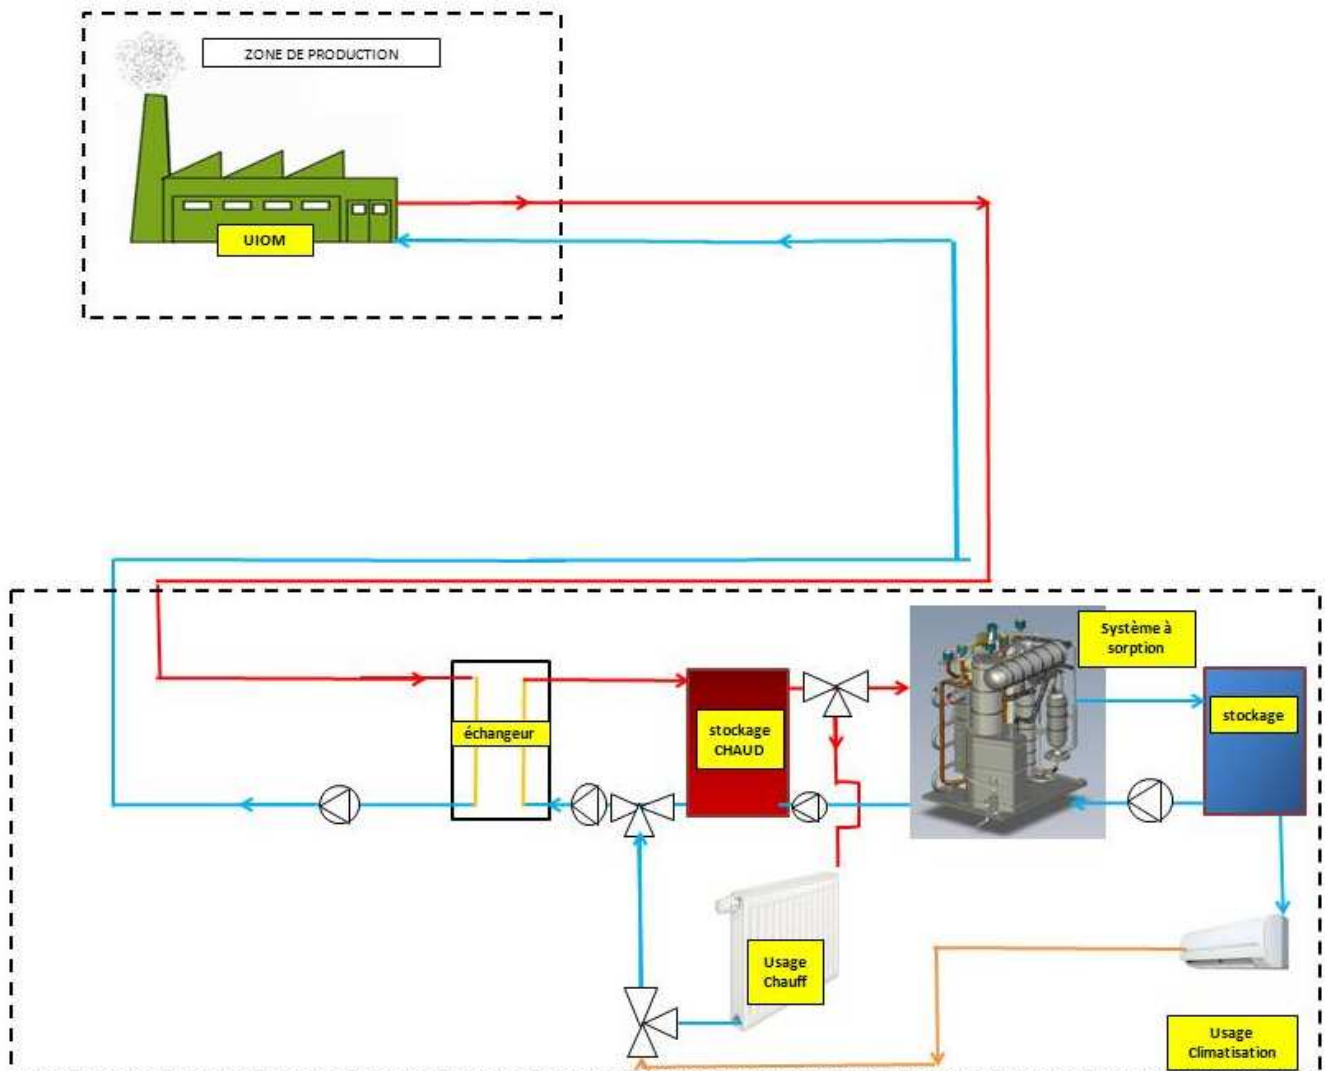 ZONE DE PRODUCTION
UIOM
Système à
sorption
échangeur
stockage
CHAUD
stockage
Usage
Chauff
Usage
Climatisation